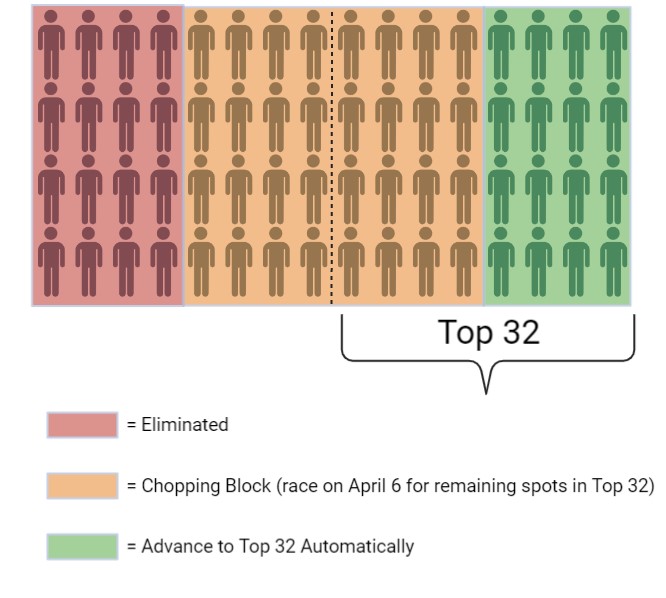 Top 32
= Eliminated
= Chopping Block (race on April 6 for remaining spots in Top 32)
= Advance to Top 32 Automatically